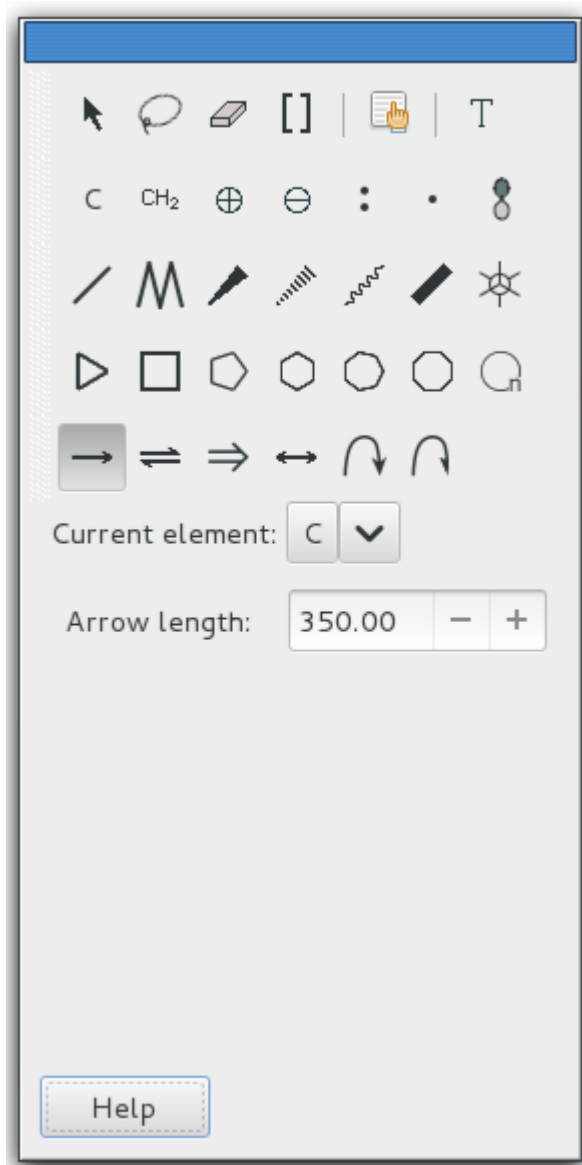 [] T
C CH₂
n
Current element: C
Arrow length: 350.00 − +
Help